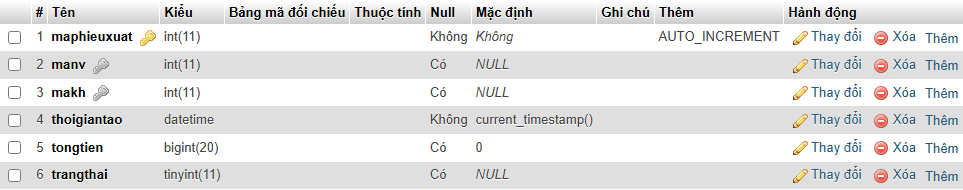 # Tên Kiểu Bảng mã đối chiếu Thuộc tính Null Mặc định Ghi chú Thêm Hành động
1 maphieuxuat int(11) Không Không AUTO_INCREMENT Thay đổi Xóa Thêm
2 manv int(11) Có NULL Thay đổi Xóa Thêm
3 makh int(11) Có NULL Thay đổi Xóa Thêm
4 thoigiantao datetime Không current_timestamp() Thay đổi Xóa Thêm
5 tongtien bigint(20) Có 0 Thay đổi Xóa Thêm
6 trangthai tinyint(11) Có NULL Thay đổi Xóa Thêm